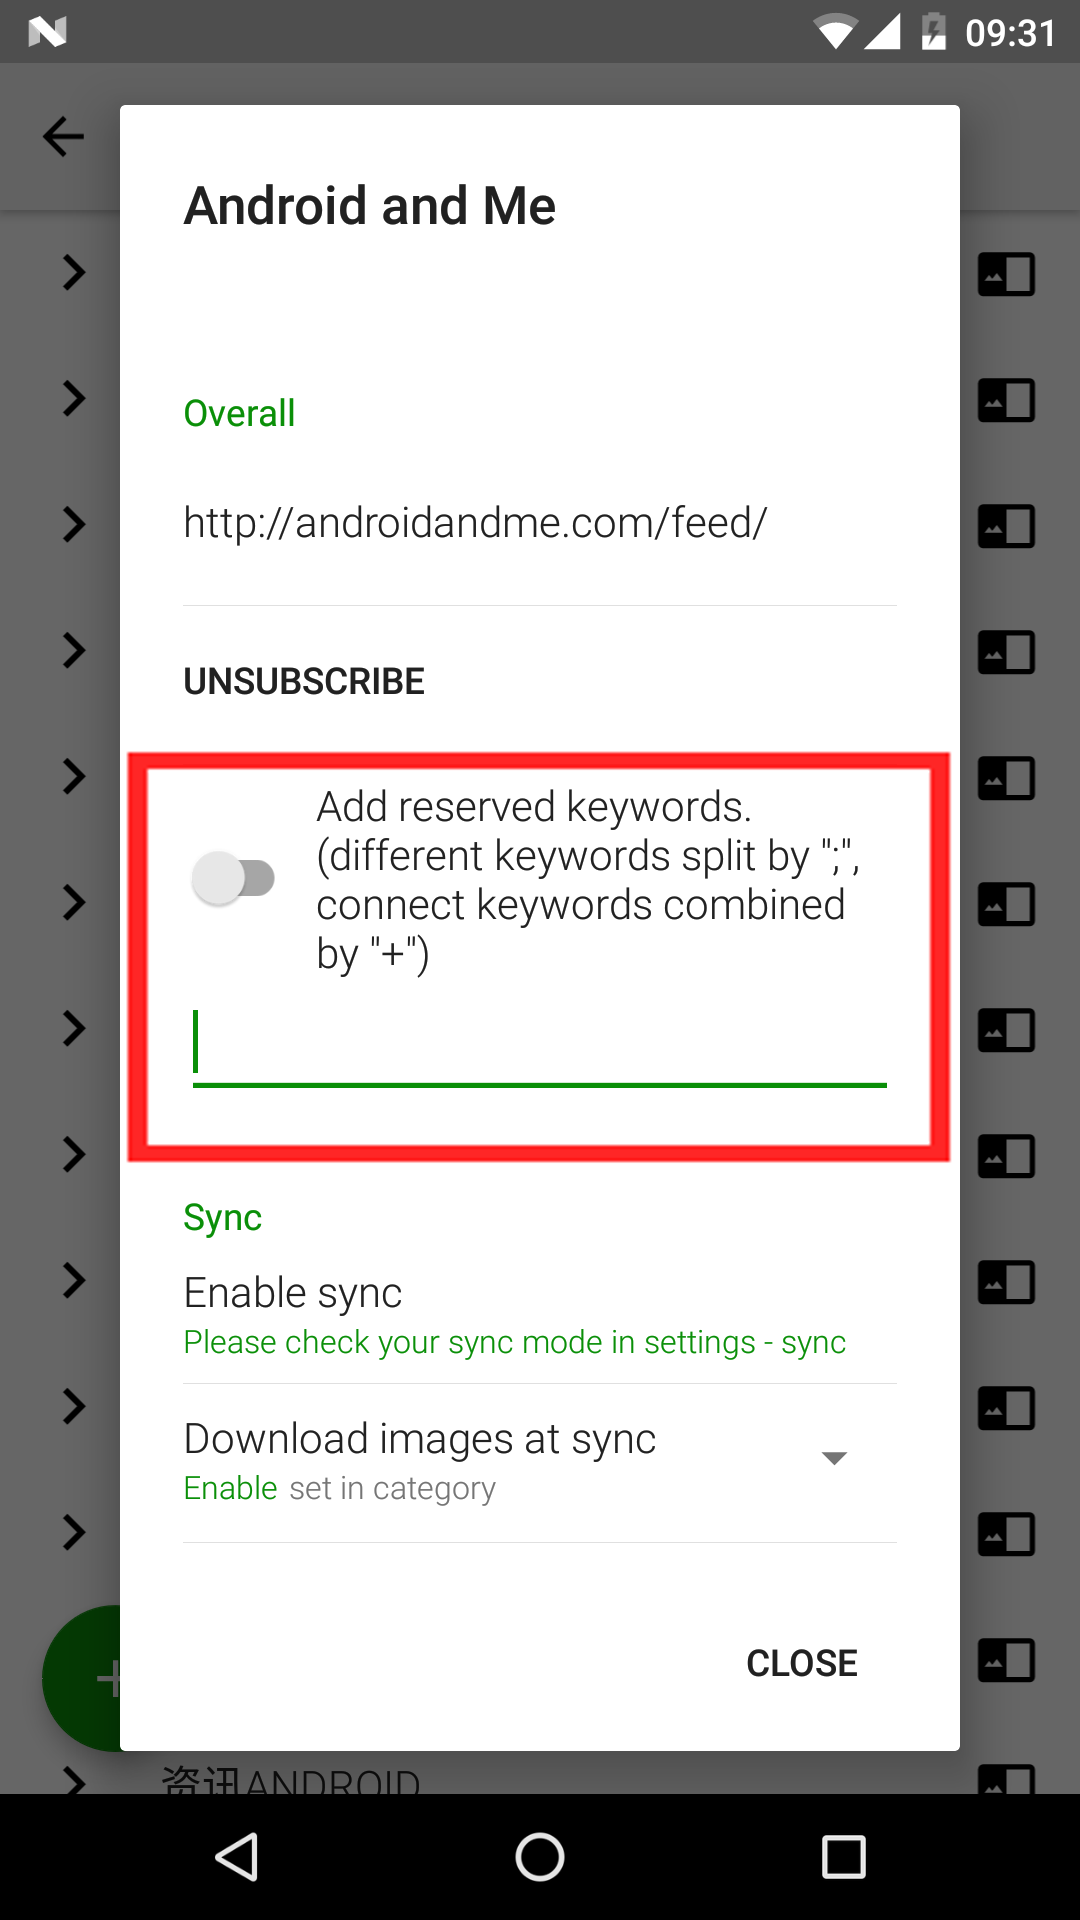 09:31
Android and Me
Overall
http://androidandme.com/feed/
UNSUBSCRIBE
Add reserved keywords.
(different keywords split by ";",
connect keywords combined
by "+")
Sync
Enable sync
Please check your sync mode in settings - sync
Download images at sync
Enable set in category
CLOSE
资讯ANDROID